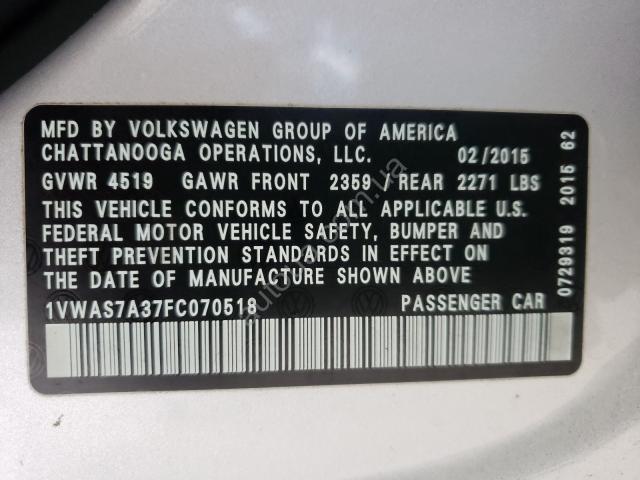 MFD BY VOLKSWAGEN GROUP OF AMERICA
CHATTANOOGA OPERATIONS, LLC. 02/2015
GVWR 4519 GAWR FRONT 2359 / REAR 2271 LBS
THIS VEHICLE CONFORMS TO ALL APPLICABLE U.S.
FEDERAL MOTOR VEHICLE SAFETY, BUMPER AND
THEFT PREVENTION STANDARDS IN EFFECT ON
THE DATE OF MANUFACTURE SHOWN ABOVE
1VWAS7A37FC070518 PASSENGER CAR
0729319 2015 62